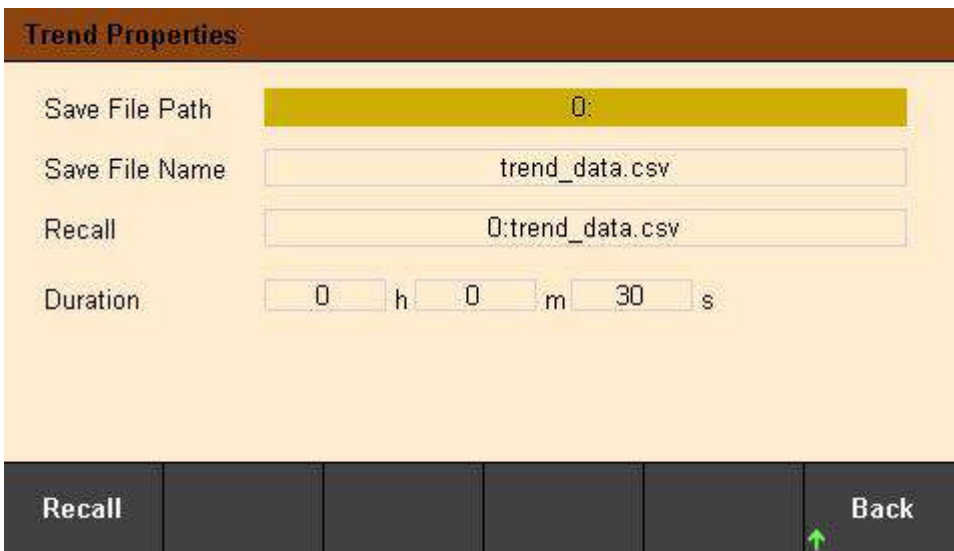 Trend Properties
Save File Path 0:
Save File Name trend_data.csv
Recall 0:trend_data.csv
Duration 0 h 0 m 30 s
Recall Back